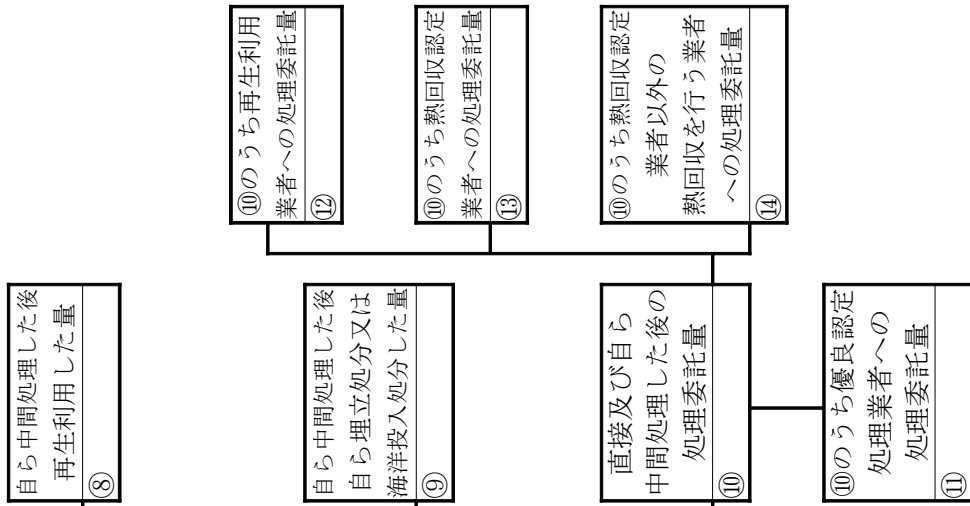 自ら中間処理した後
再生利用した量
⑧
自ら中間処理した後
自ら埋立処分又は
海洋投入処分した量
⑨
直接及び自ら
中間処理した後の
処理委託量
⑩
⑩のうち優良認定
処理業者への
処理委託量
⑪
⑩のうち再生利用
業者への処理委託量
⑫
⑩のうち熱回収認定
業者への処理委託量
⑬
⑩のうち熱回収認定
業者以外の
熱回収を行う業者
への処理委託量
⑭